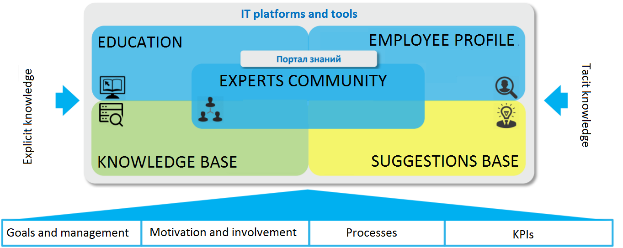 IT platforms and tools
EDUCATION
EMPLOYEE PROFILE
Портал знаний
EXPERTS COMMUNITY
Explicit knowledge
Tacit knowledge
KNOWLEDGE BASE
SUGGESTIONS BASE
Goals and management
Motivation and involvement
Processes
KPIs